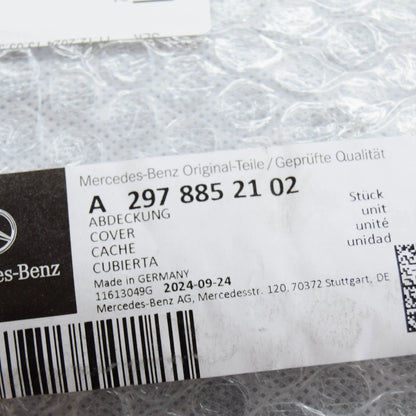 Mercedes-Benz Original-Teile / Geprüfte Qualität
A 297 885 21 02
ABDECKUNG
COVER
CACHE
CUBIERTA
Stück
unit
unité
unidad
Made in GERMANY
11613049G 2024-09-24
Mercedes-Benz AG, Mercedesstr. 120, 70372 Stuttgart, DE
des-Benz